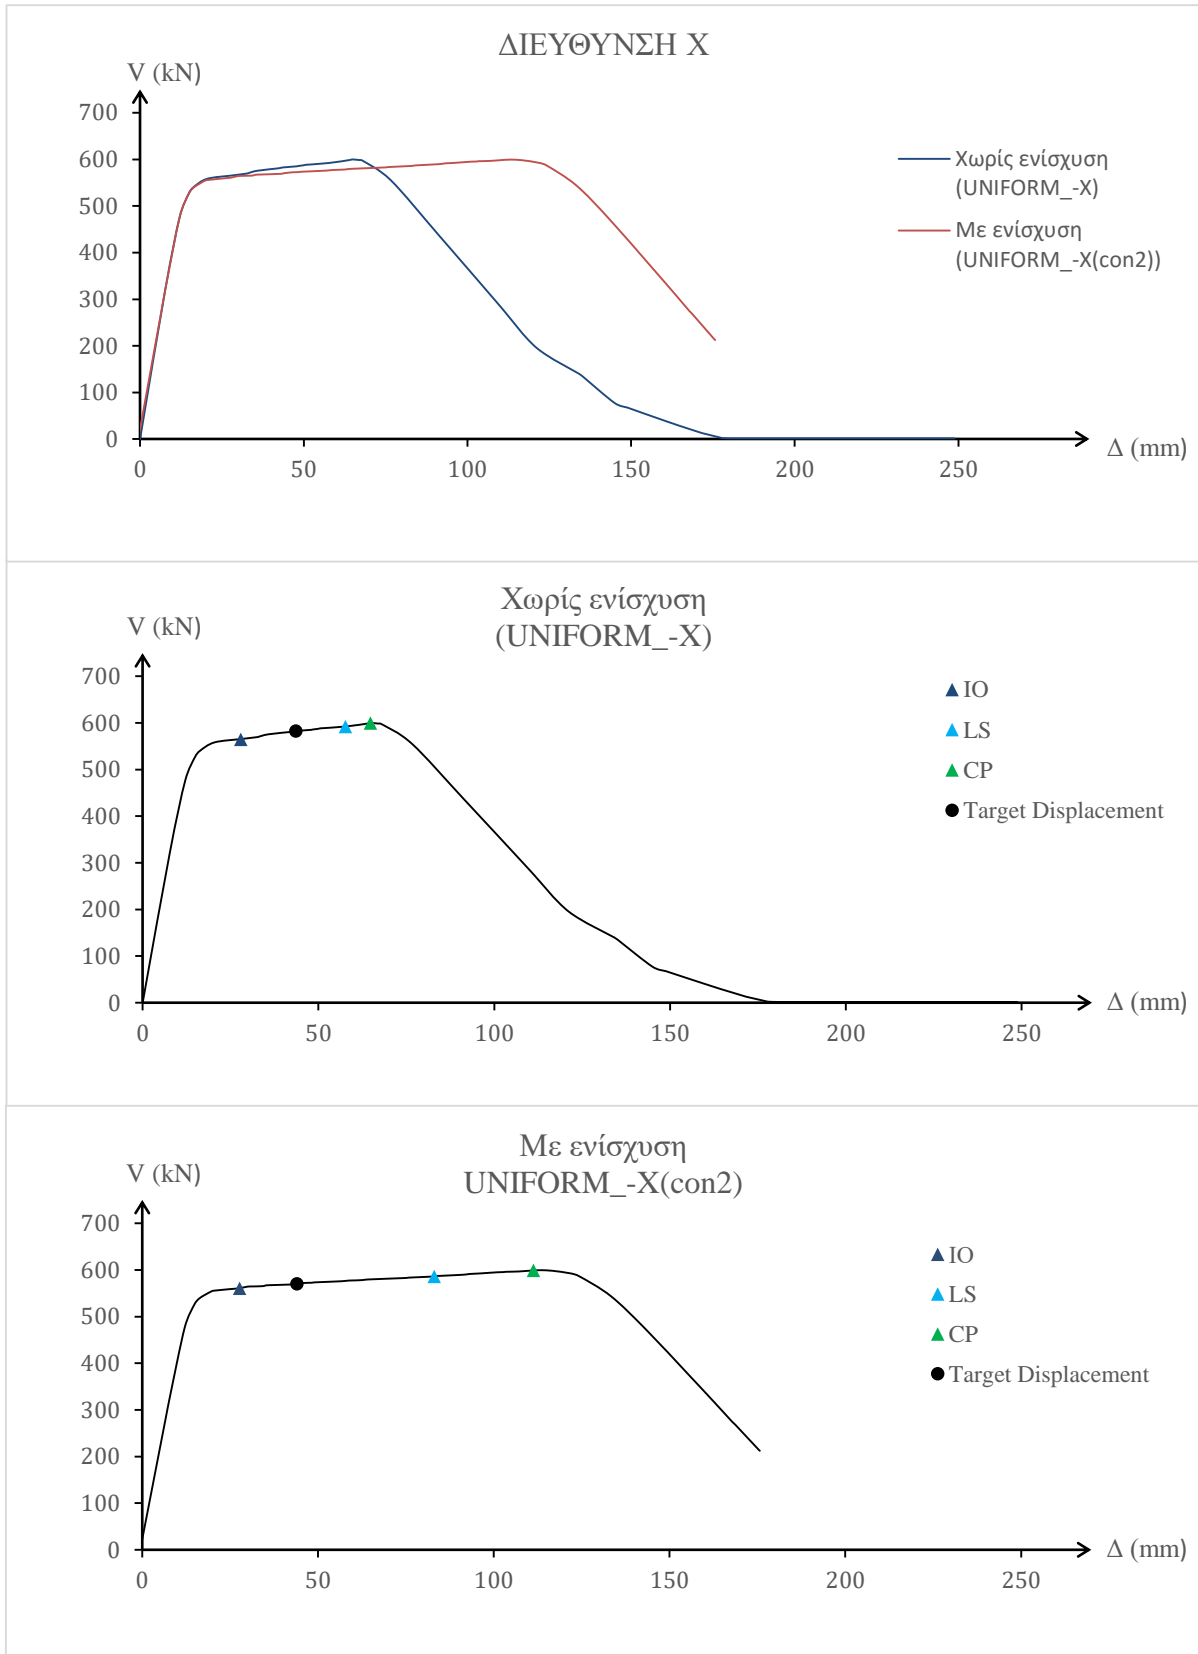 ΔΙΕΥΘΥΝΣΗ Χ
V (kN)
700
600
500
400
300
200
100
0
0 50 100 150 200 250
Δ (mm)
Χωρίς ενίσχυση
(UNIFORM_-X)
Με ενίσχυση
(UNIFORM_-X(con2))
Χωρίς ενίσχυση
(UNIFORM_-X)
V (kN)
700
600
500
400
300
200
100
0
0 50 100 150 200 250
Δ (mm)
IO
LS
CP
Target Displacement
Με ενίσχυση
UNIFORM_-X(con2)
V (kN)
700
600
500
400
300
200
100
0
0 50 100 150 200 250
Δ (mm)
IO
LS
CP
Target Displacement